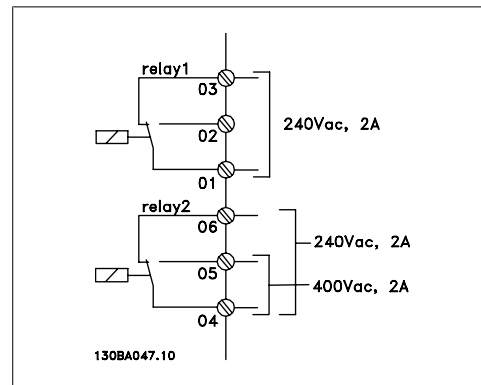 relay1
03
02
240Vac, 2A
01
relay2
06
240Vac, 2A
05
400Vac, 2A
04
130BA047.10